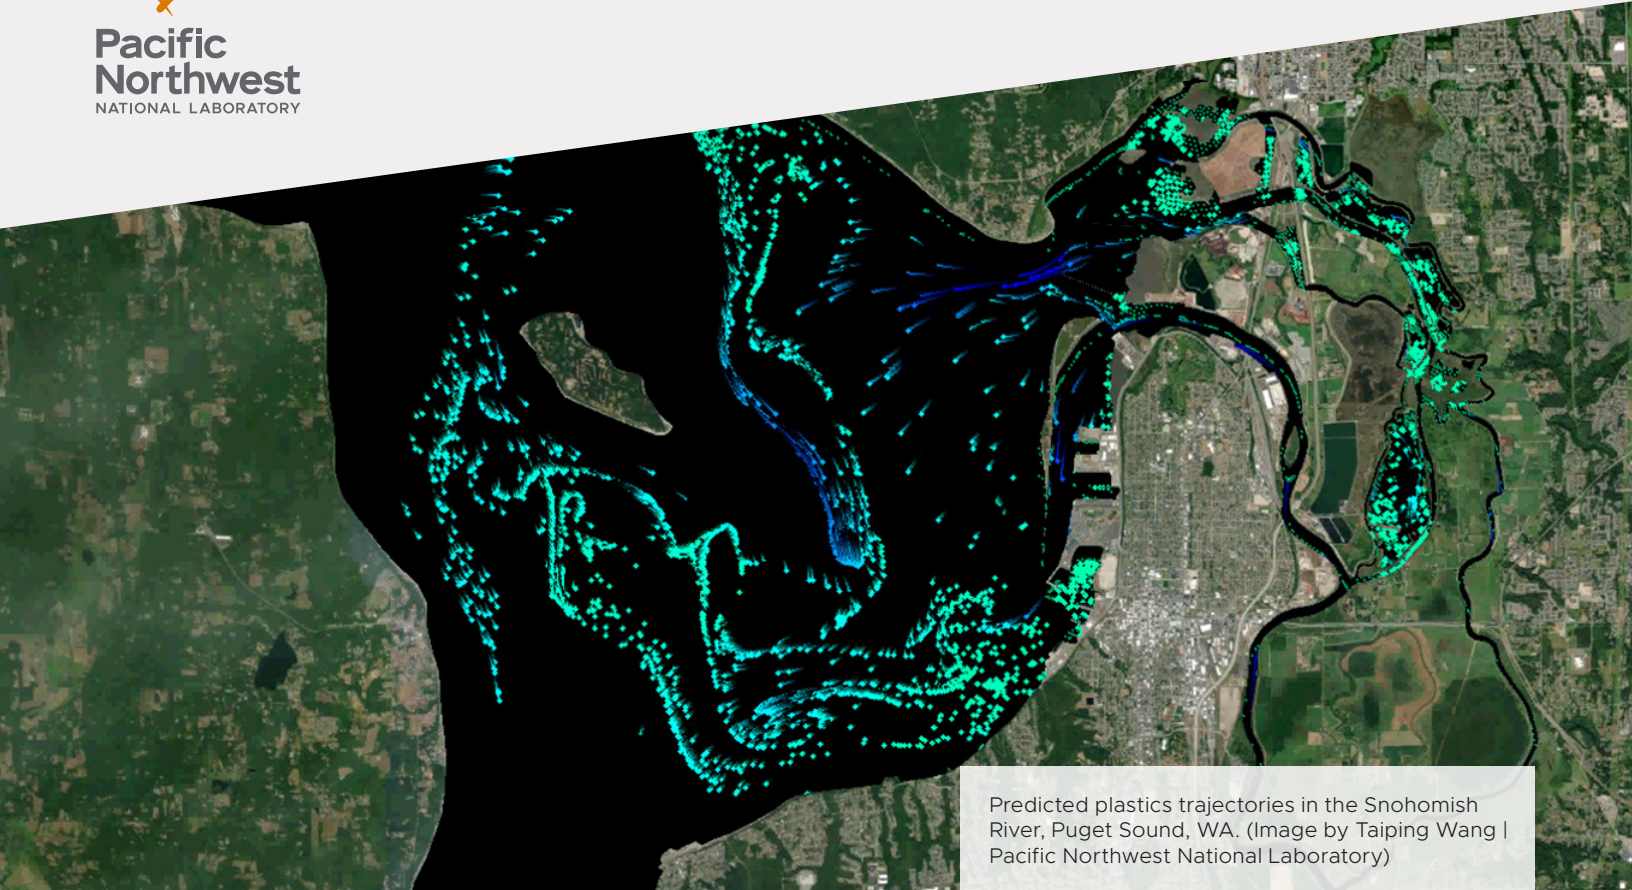 Pacific
Northwest
NATIONAL LABORATORY
Predicted plastics trajectories in the Snohomish
River, Puget Sound, WA. (Image by Taiping Wang |
Pacific Northwest National Laboratory)